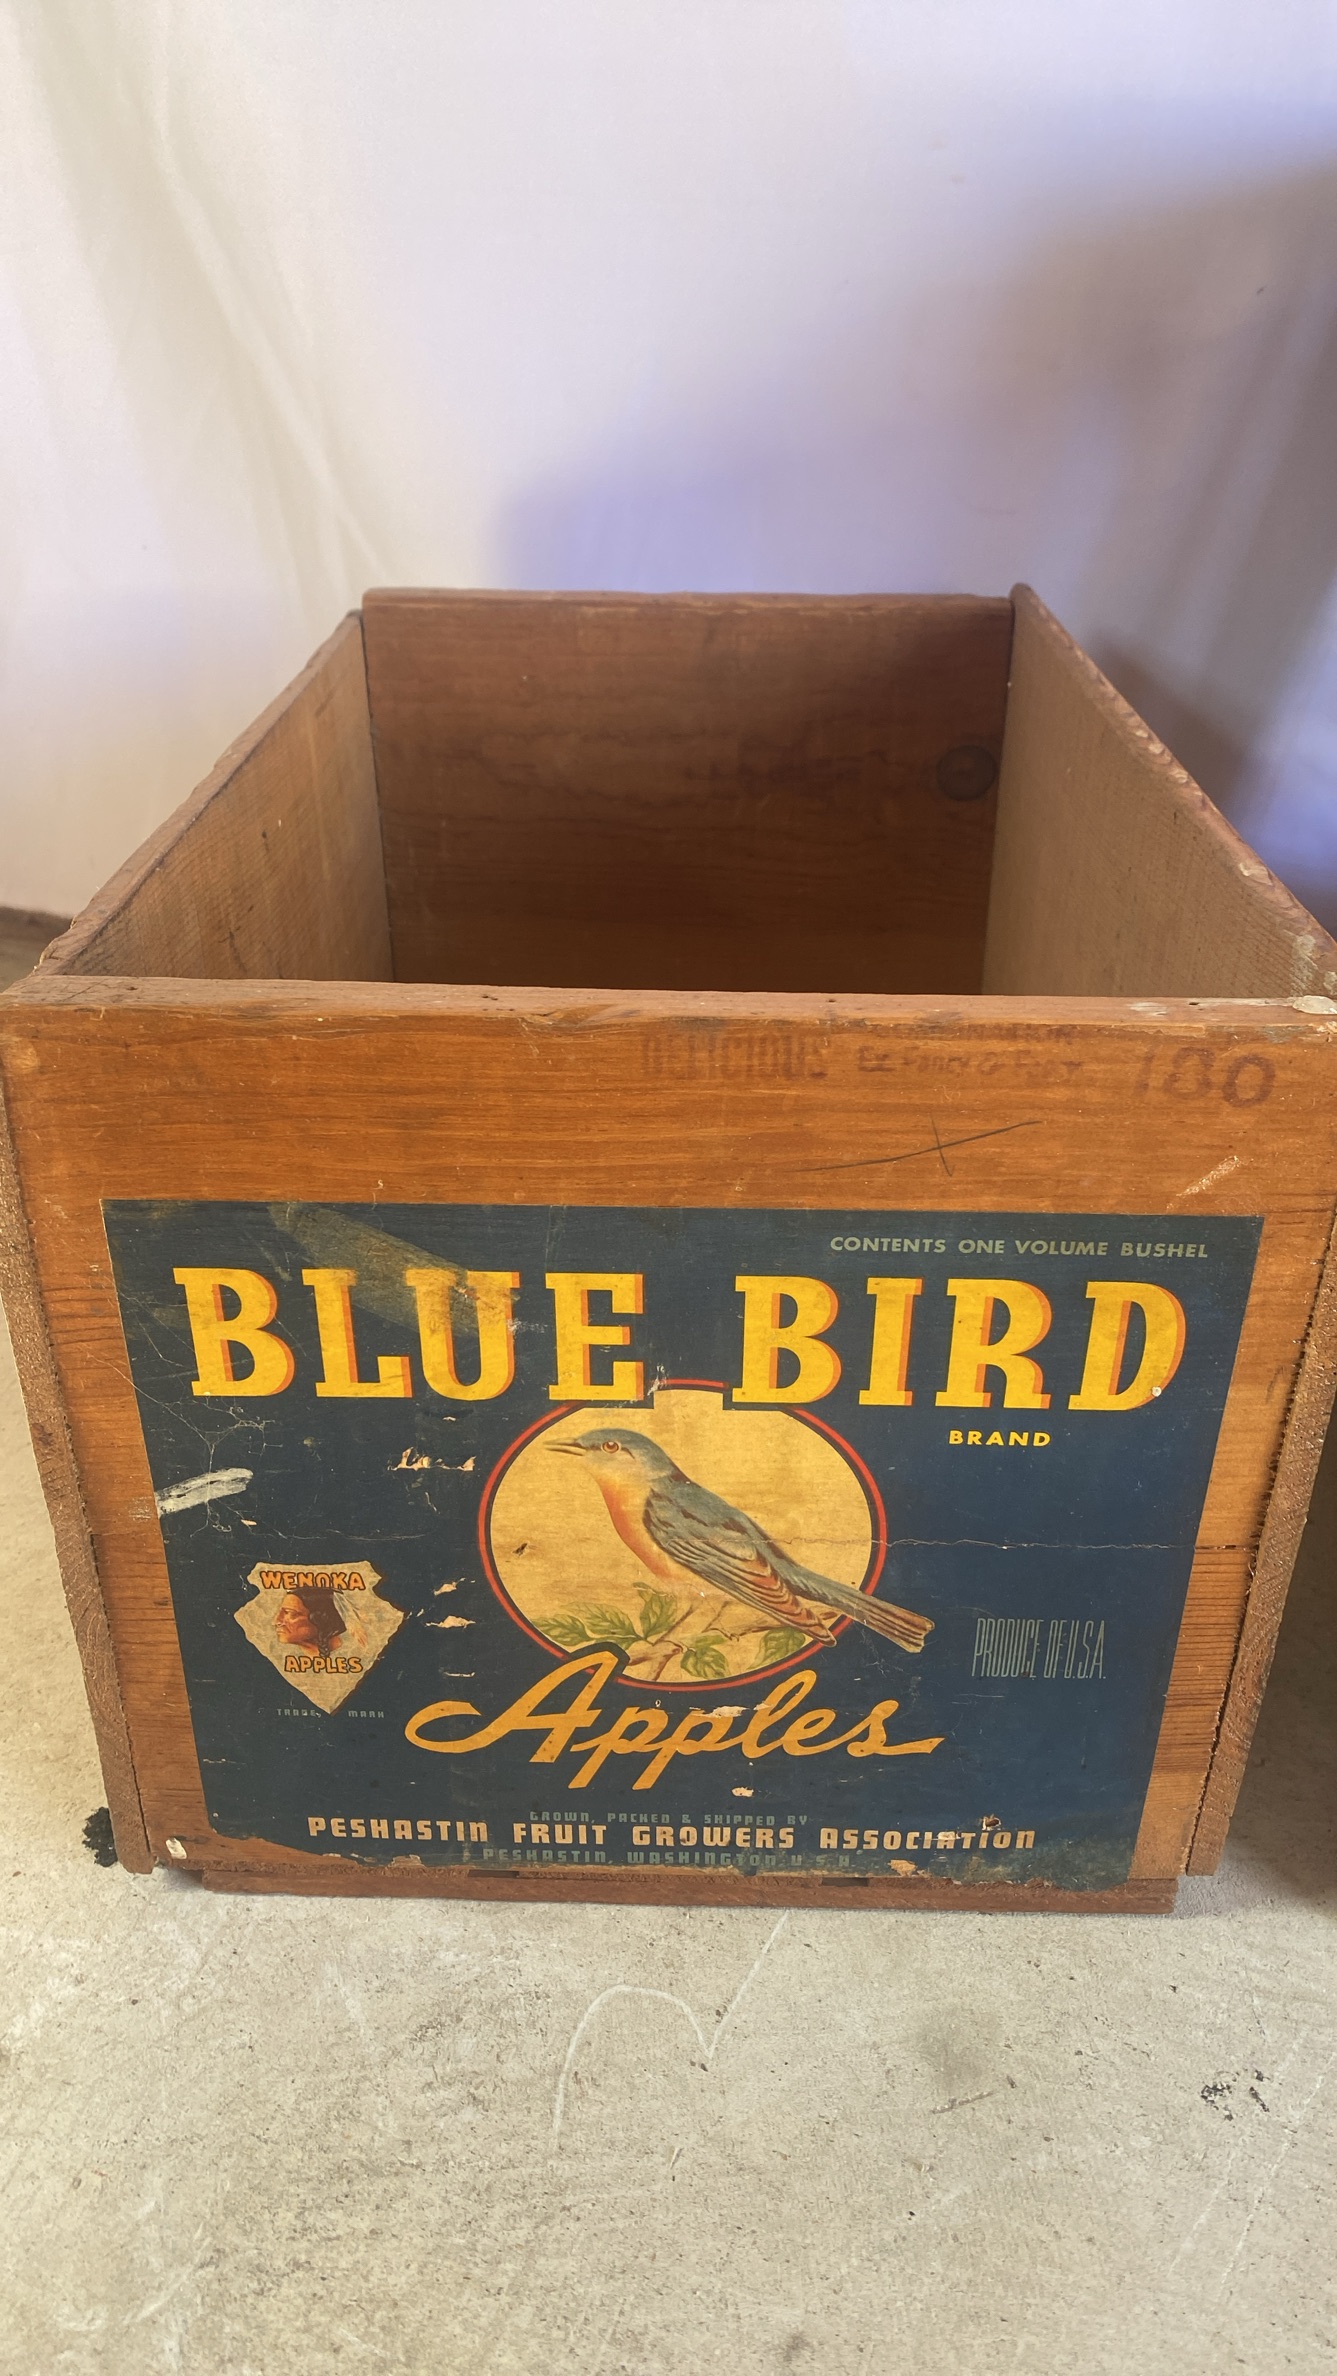 DELICIOUS
Ex. Fancy & Fancy
180
CONTENTS ONE VOLUME BUSHEL
BLUE BIRD
BRAND
WENOKA
APPLES
TRADE MARK
PRODUCE OF U.S.A.
Apples
GROWN, PACKED & SHIPPED BY
PESHASTIN FRUIT GROWERS ASSOCIATION
PESHASTIN, WASHINGTON U.S.A.